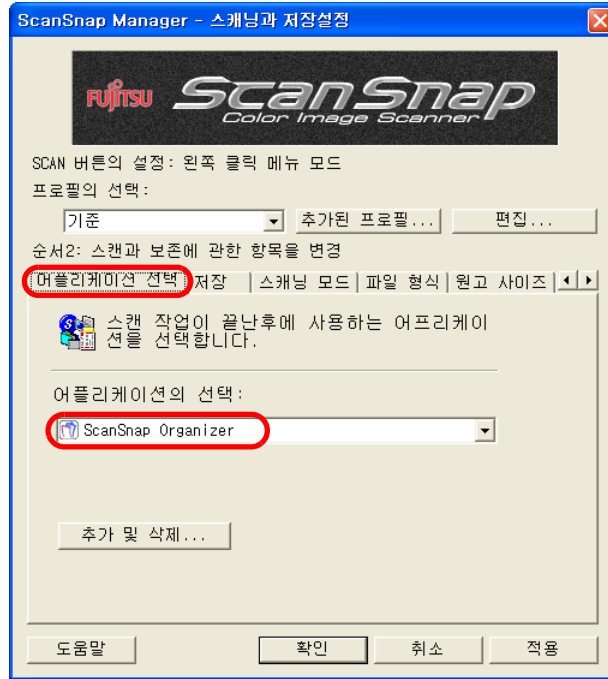 ScanSnap Manager - 스캐닝과 저장설정
FUJITSU ScanSnap
Color Image Scanner
SCAN 버튼의 설정: 왼쪽 클릭 메뉴 모드
프로필의 선택:
기준 추가된 프로필... 편집...
순서2: 스캔과 보존에 관한 항목을 변경
어플리케이션 선택 저장 스캐닝 모드 파일 형식 원고 사이즈
스캔 작업이 끝난후에 사용하는 어프리케이
션을 선택합니다.
어플리케이션의 선택:
ScanSnap Organizer
추가 및 삭제...
도움말 확인 취소 적용